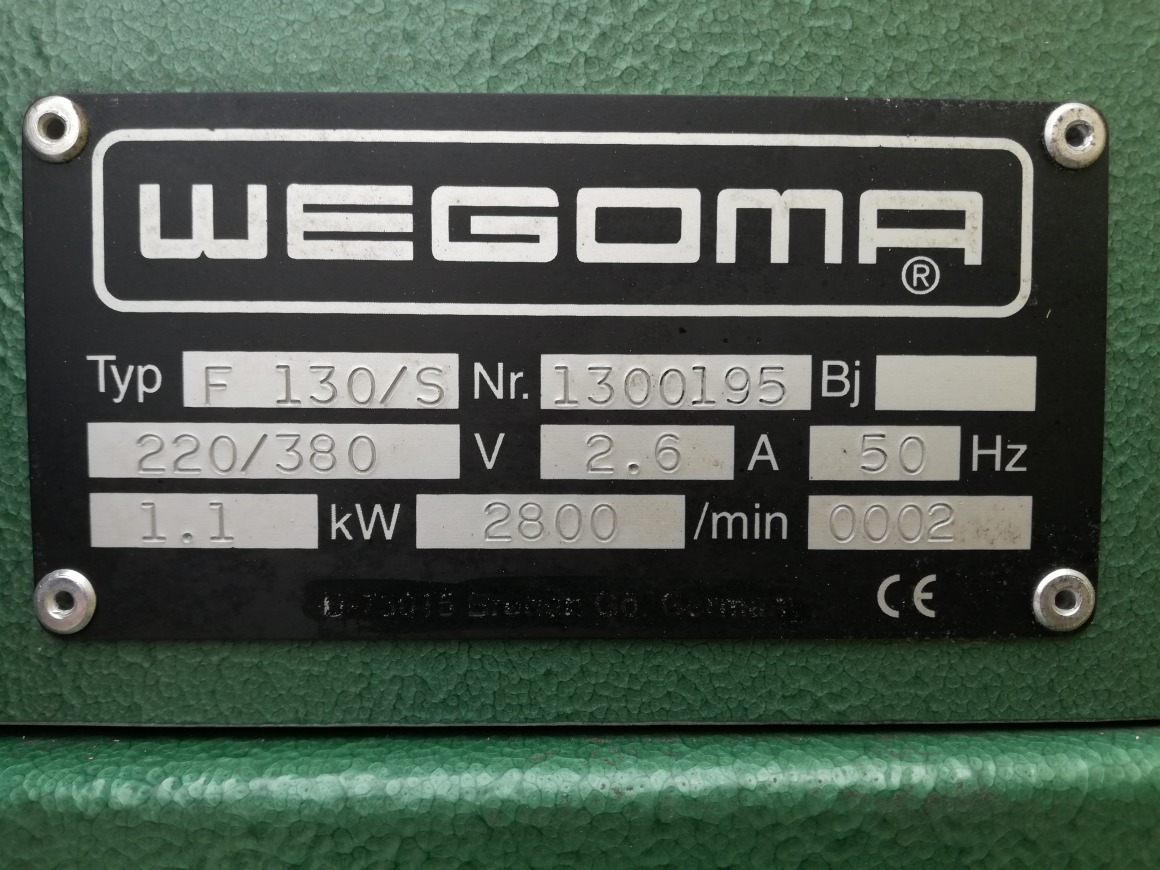 WEGOMA ®
Typ F 130/S Nr. 1300195 Bj
220/380 V 2.6 A 50 Hz
1.1 kW 2800 /min 0002
CE